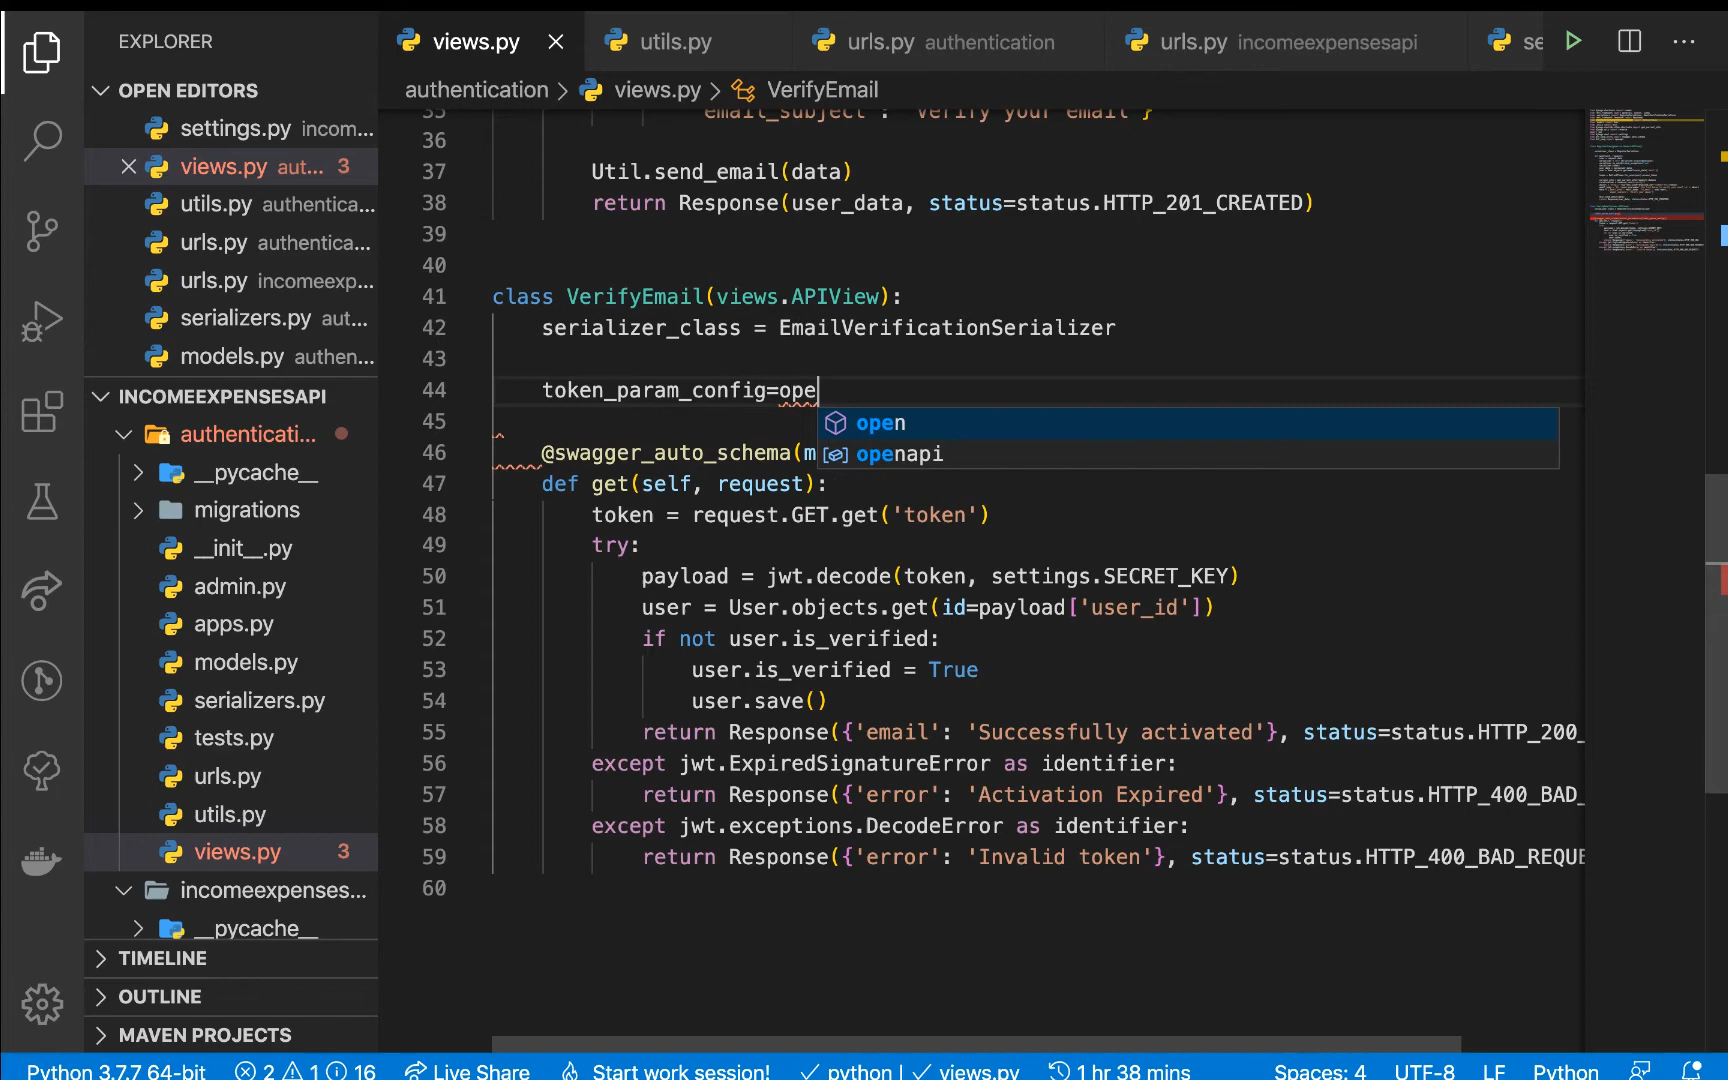 EXPLORER
OPEN EDITORS
settings.py incom...
views.py aut... 3
utils.py authentica...
urls.py authentica...
urls.py incomeexp...
serializers.py aut...
models.py authen...
INCOMEEXPENSESAPI
authenticati...
__pycache__
migrations
__init__.py
admin.py
apps.py
models.py
serializers.py
tests.py
urls.py
utils.py
views.py 3
incomeexpenses...
__pycache__
TIMELINE
OUTLINE
MAVEN PROJECTS
views.py
utils.py
urls.py authentication
urls.py incomeexpensesapi
se
authentication > views.py > VerifyEmail
35 'email_subject': 'Verify your email'}
36
37 Util.send_email(data)
38 return Response(user_data, status=status.HTTP_201_CREATED)
39
40
41 class VerifyEmail(views.APIView):
42 serializer_class = EmailVerificationSerializer
43
44 token_param_config=ope
open
openapi
45
46 @swagger_auto_schema(m
47 def get(self, request):
48 token = request.GET.get('token')
49 try:
50 payload = jwt.decode(token, settings.SECRET_KEY)
51 user = User.objects.get(id=payload['user_id'])
52 if not user.is_verified:
53 user.is_verified = True
54 user.save()
55 return Response({'email': 'Successfully activated'}, status=status.HTTP_200_
56 except jwt.ExpiredSignatureError as identifier:
57 return Response({'error': 'Activation Expired'}, status=status.HTTP_400_BAD_
58 except jwt.exceptions.DecodeError as identifier:
59 return Response({'error': 'Invalid token'}, status=status.HTTP_400_BAD_REQUE
60
Python 3.7.7 64-bit 2 1 16 Live Share Start work session! python | views.py 1 hr 38 mins Spaces: 4 UTF-8 LF Python